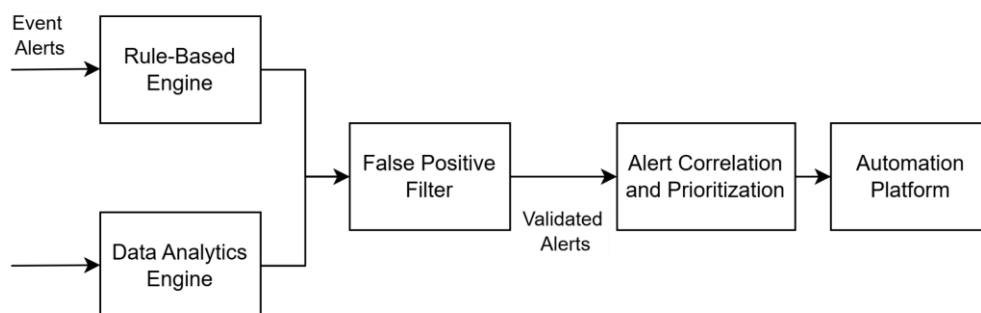 Event
Alerts
Rule-Based
Engine
False Positive
Filter
Alert Correlation
and Prioritization
Automation
Platform
Validated
Alerts
Data Analytics
Engine